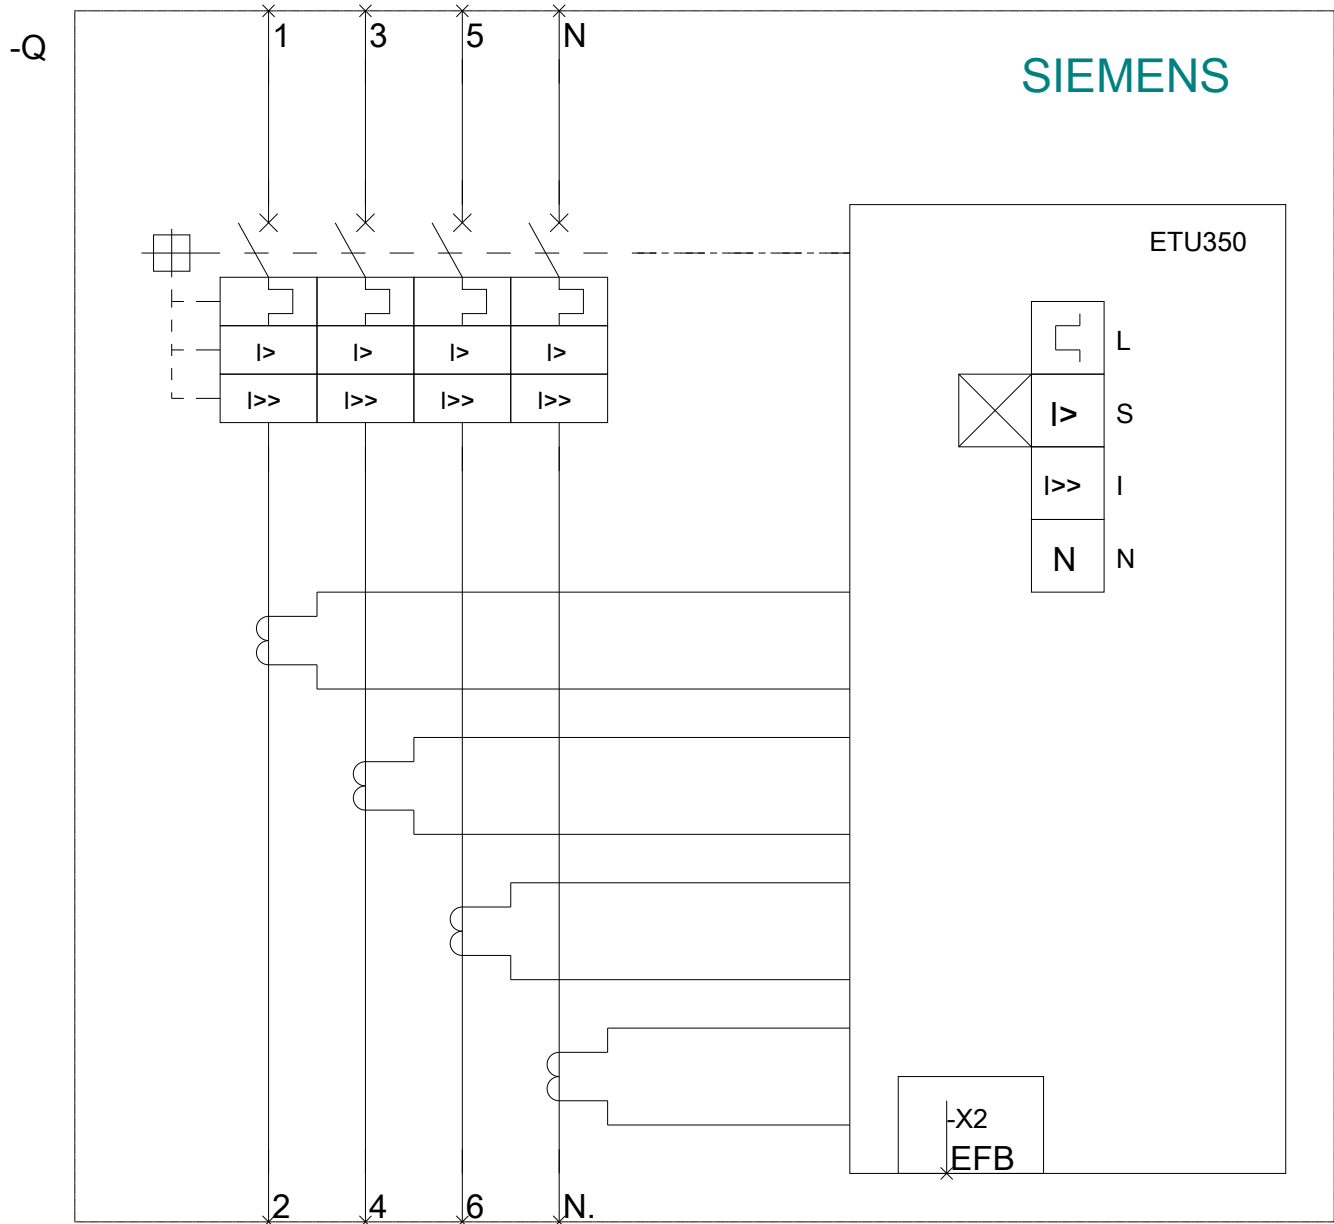 -Q
1 3 5 N
SIEMENS
ETU350
I> I> I> I>
I>> I>> I>> I>>
L
I> S
I>> I
N N
-X2
EFB
2 4 6 N.